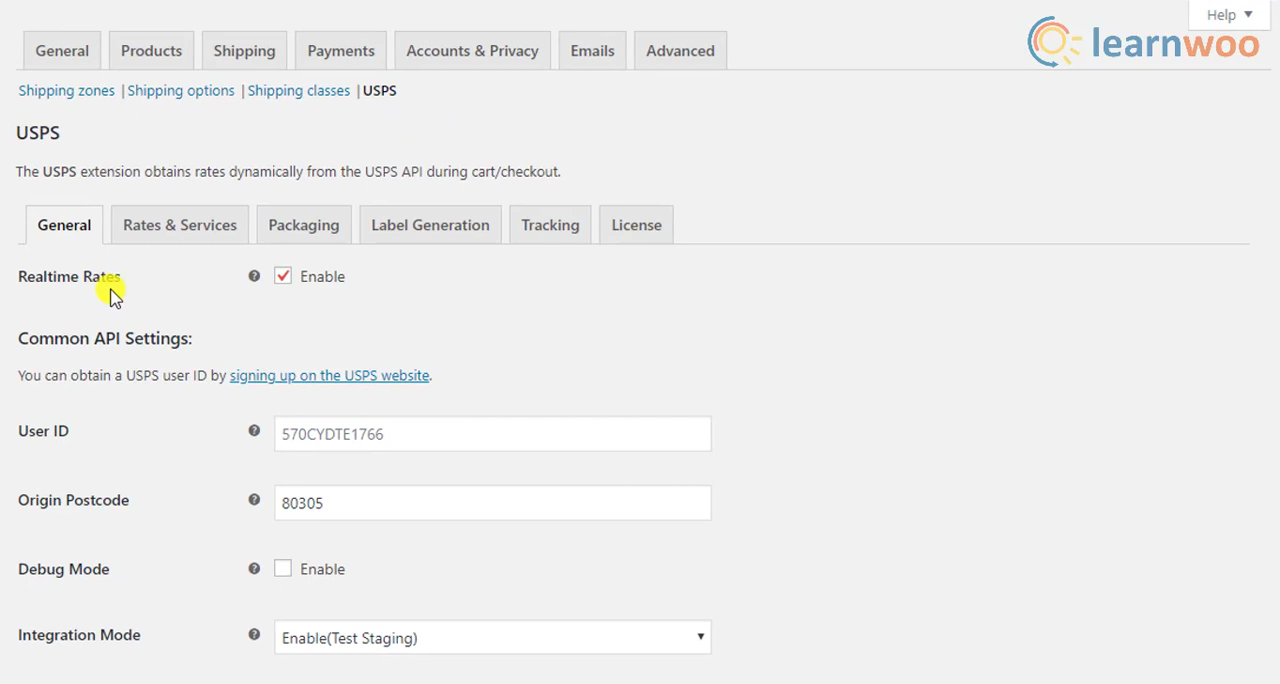 Help ▼
learnwoo
General Products Shipping Payments Accounts & Privacy Emails Advanced
Shipping zones | Shipping options | Shipping classes | USPS
USPS
The USPS extension obtains rates dynamically from the USPS API during cart/checkout.
General Rates & Services Packaging Label Generation Tracking License
Realtime Rates ? Enable
Common API Settings:
You can obtain a USPS user ID by signing up on the USPS website.
User ID ? 570CYDTE1766
Origin Postcode ? 80305
Debug Mode ? Enable
Integration Mode ? Enable(Test Staging) ▼